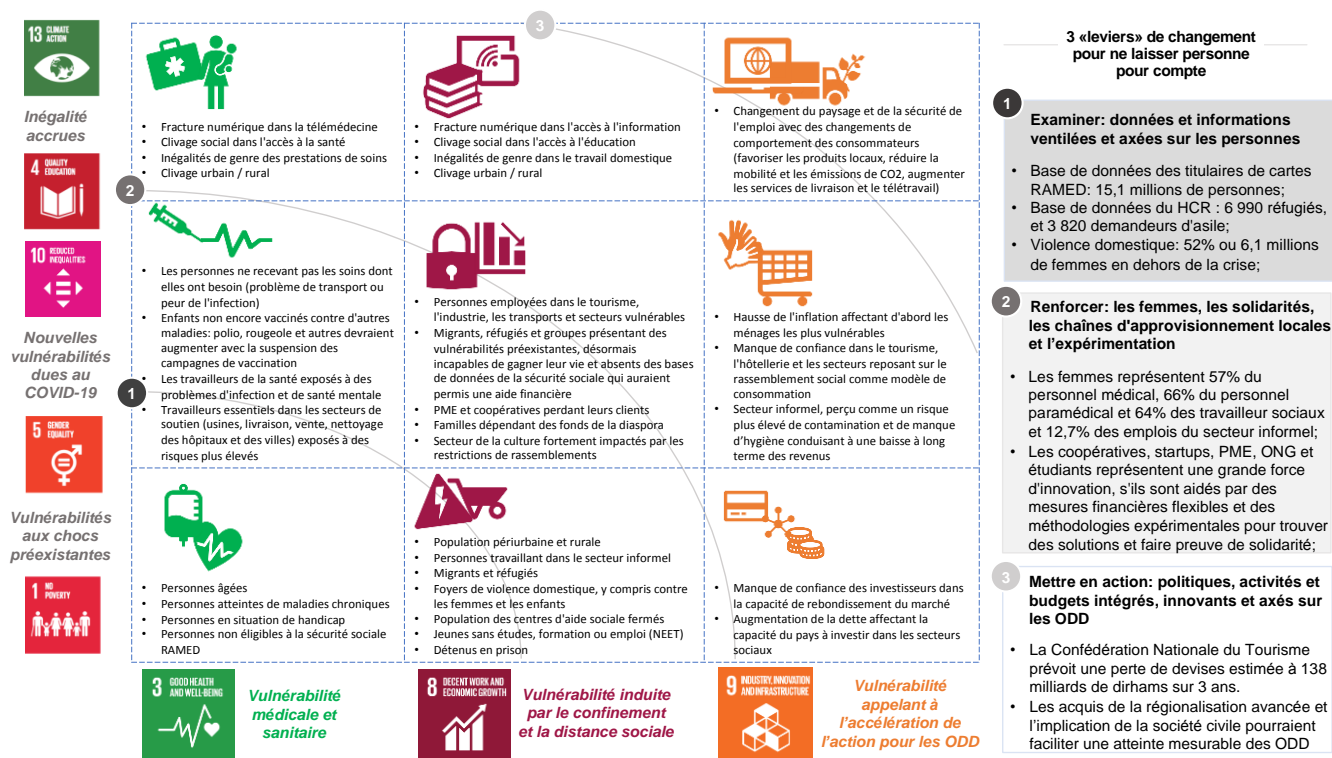 13 CLIMATE
ACTION
Inégalité
accrues
4 QUALITY
EDUCATION
10 REDUCED
INEQUALITIES
Nouvelles
vulnérabilités
dues au
COVID-19
5 GENDER
EQUALITY
Vulnérabilités
aux chocs
préexistantes
1 NO
POVERTY
3
2
1
• Fracture numérique dans la télémédecine
• Clivage social dans l'accès à la santé
• Inégalités de genre des prestations de soins
• Clivage urbain / rural
• Fracture numérique dans l'accès à l'information
• Clivage social dans l'accès à l'éducation
• Inégalités de genre dans le travail domestique
• Clivage urbain / rural
• Changement du paysage et de la sécurité de
l'emploi avec des changements de
comportement des consommateurs
(favoriser les produits locaux, réduire la
mobilité et les émissions de CO2, augmenter
les services de livraison et le télétravail)
• Les personnes ne recevant pas les soins dont
elles ont besoin (problème de transport ou
peur de l'infection)
• Enfants non encore vaccinés contre d'autres
maladies: polio, rougeole et autres devraient
augmenter avec la suspension des
campagnes de vaccination
• Les travailleurs de la santé exposés à des
problèmes d'infection et de santé mentale
• Travailleurs essentiels dans les secteurs de
soutien (usines, livraison, vente, nettoyage
des hôpitaux et des villes) exposés à des
risques plus élevés
• Personnes employées dans le tourisme,
l'industrie, les transports et secteurs vulnérables
• Migrants, réfugiés et groupes présentant des
vulnérabilités préexistantes, désormais
incapables de gagner leur vie et absents des bases
de données de la sécurité sociale qui auraient
permis une aide financière
• PME et coopératives perdant leurs clients
• Familles dépendant des fonds de la diaspora
• Secteur de la culture fortement impactés par les
restrictions de rassemblements
• Hausse de l'inflation affectant d'abord les
ménages les plus vulnérables
• Manque de confiance dans le tourisme,
l'hôtellerie et les secteurs reposant sur le
rassemblement social comme modèle de
consommation
• Secteur informel, perçu comme un risque
plus élevé de contamination et de manque
d'hygiène conduisant à une baisse à long
terme des revenus
• Personnes âgées
• Personnes atteintes de maladies chroniques
• Personnes en situation de handicap
• Personnes non éligibles à la sécurité sociale
RAMED
• Population périurbaine et rurale
• Personnes travaillant dans le secteur informel
• Migrants et réfugiés
• Foyers de violence domestique, y compris contre
les femmes et les enfants
• Population des centres d'aide sociale fermés
• Jeunes sans études, formation ou emploi (NEET)
• Détenus en prison
• Manque de confiance des investisseurs dans
la capacité de rebondissement du marché
• Augmentation de la dette affectant la
capacité du pays à investir dans les secteurs
sociaux
3 GOOD HEALTH
AND WELL-BEING
Vulnérabilité
médicale et
sanitaire
8 DECENT WORK AND
ECONOMIC GROWTH
Vulnérabilité induite
par le confinement
et la distance sociale
9 INDUSTRY, INNOVATION
AND INFRASTRUCTURE
Vulnérabilité
appelant à
l'accélération de
l'action pour les ODD
3 «leviers» de changement
pour ne laisser personne
pour compte
1
Examiner: données et informations
ventilées et axées sur les personnes
• Base de données des titulaires de cartes
RAMED: 15,1 millions de personnes;
• Base de données du HCR : 6 990 réfugiés,
et 3 820 demandeurs d'asile;
• Violence domestique: 52% ou 6,1 millions
de femmes en dehors de la crise;
2
Renforcer: les femmes, les solidarités,
les chaînes d'approvisionnement locales
et l'expérimentation
• Les femmes représentent 57% du
personnel médical, 66% du personnel
paramédical et 64% des travailleur sociaux
et 12,7% des emplois du secteur informel;
• Les coopératives, startups, PME, ONG et
étudiants représentent une grande force
d'innovation, s'ils sont aidés par des
mesures financières flexibles et des
méthodologies expérimentales pour trouver
des solutions et faire preuve de solidarité;
3
Mettre en action: politiques, activités et
budgets intégrés, innovants et axés sur
les ODD
• La Confédération Nationale du Tourisme
prévoit une perte de devises estimée à 138
milliards de dirhams sur 3 ans.
• Les acquis de la régionalisation avancée et
l'implication de la société civile pourraient
faciliter une atteinte mesurable des ODD